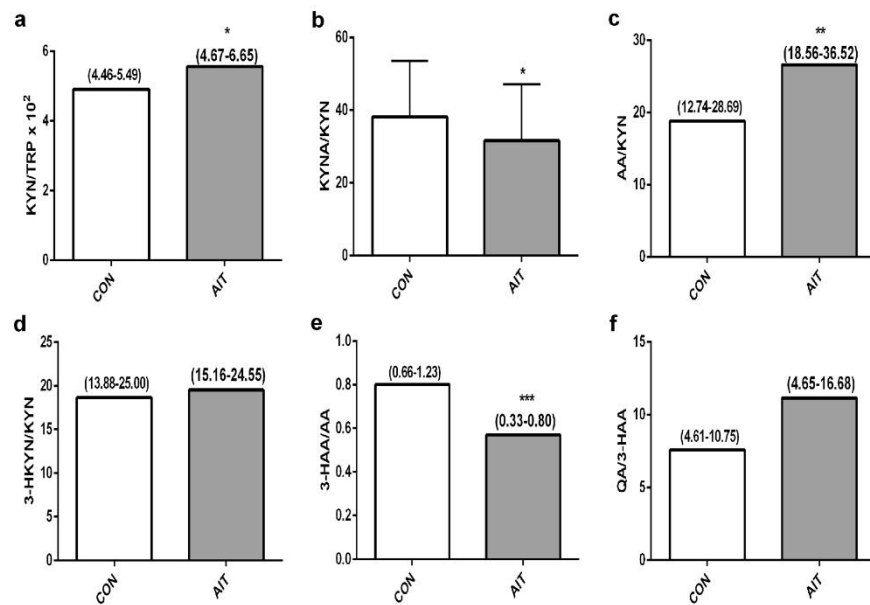 a
KYN/TRP x 10²
6
4
2
0
(4.46-5.49)
*
(4.67-6.65)
CON
AIT
b
KYNA/KYN
60
40
20
0
*
CON
AIT
c
AA/KYN
30
20
10
0
(12.74-28.69)
**
(18.56-36.52)
CON
AIT
d
3-HKYN/KYN
25
20
15
10
5
0
(13.88-25.00)
(15.16-24.55)
CON
AIT
e
3-HAA/AA
1.0
0.8
0.6
0.4
0.2
0.0
(0.66-1.23)
***
(0.33-0.80)
CON
AIT
f
QA/3-HAA
15
10
5
0
(4.61-10.75)
(4.65-16.68)
CON
AIT